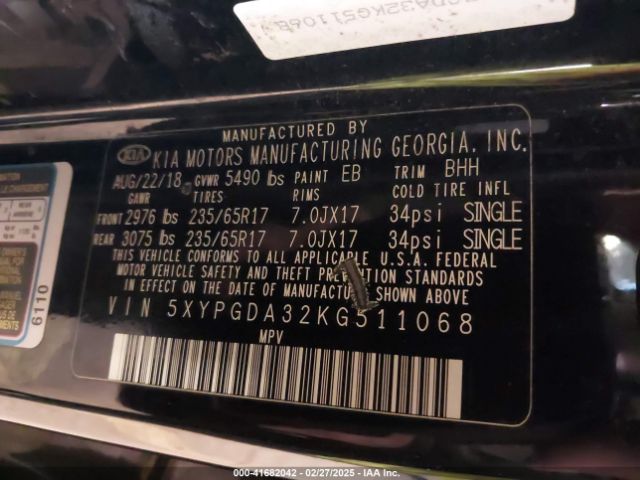 GDA32KG511068
MANUFACTURED BY
KIA KIA MOTORS MANUFACTURING GEORGIA, INC.
AUG/22/18 GVWR 5490 lbs PAINT EB TRIM BHH
GAWR TIRES RIMS COLD TIRE INFL
FRONT 2976 lbs 235/65R17 7.0JX17 34psi SINGLE
REAR 3075 lbs 235/65R17 7.0JX17 34psi SINGLE
THIS VEHICLE CONFORMS TO ALL APPLICABLE U.S.A. FEDERAL
MOTOR VEHICLE SAFETY AND THEFT PREVENTION STANDARDS
IN EFFECT ON THE DATE OF MANUFACTURE SHOWN ABOVE
VIN 5XYPGDA32KG511068
MPV
6110
000-41682042 / 02/27/2025 - IAA Inc.